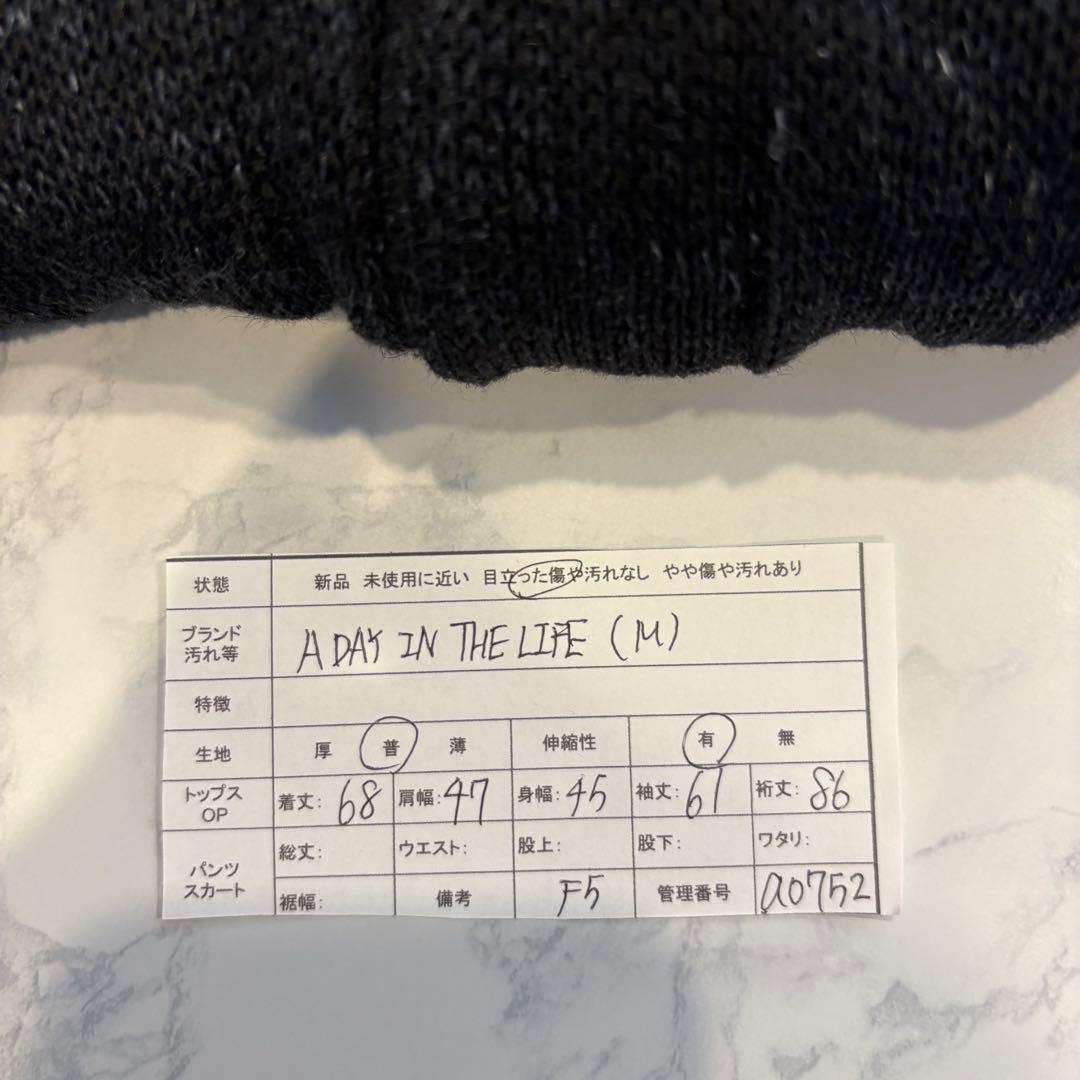 状態 新品 未使用に近い 目立った傷や汚れなし やや傷や汚れあり
ブランド
汚れ等
A DAY IN THE LIFE (M)
特徴
生地 厚 普 薄 伸縮性 有 無
トップス
OP
着丈: 68 肩幅: 47 身幅: 45 袖丈: 61 裄丈: 86
パンツ
スカート
総丈: ウエスト: 股上: 股下: ワタリ:
裾幅: 備考 F5 管理番号 a0752